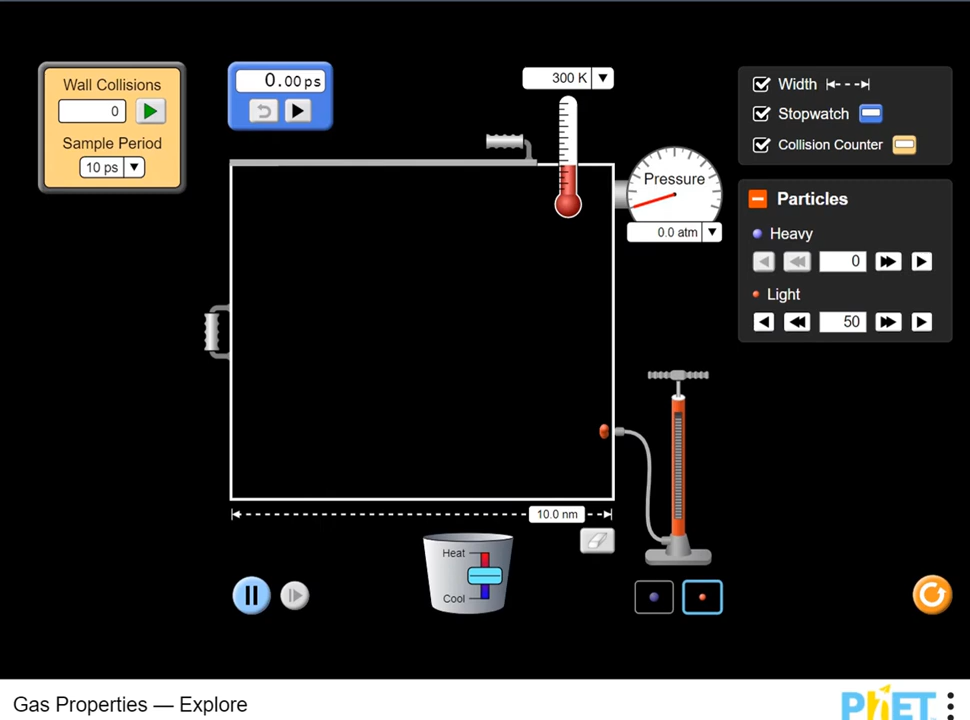 Wall Collisions
0
Sample Period
10 ps
0.00 ps
300 K
Pressure
0.0 atm
Width
Stopwatch
Collision Counter
Particles
Heavy
0
Light
50
10.0 nm
Heat
Cool
Gas Properties — Explore
PhET